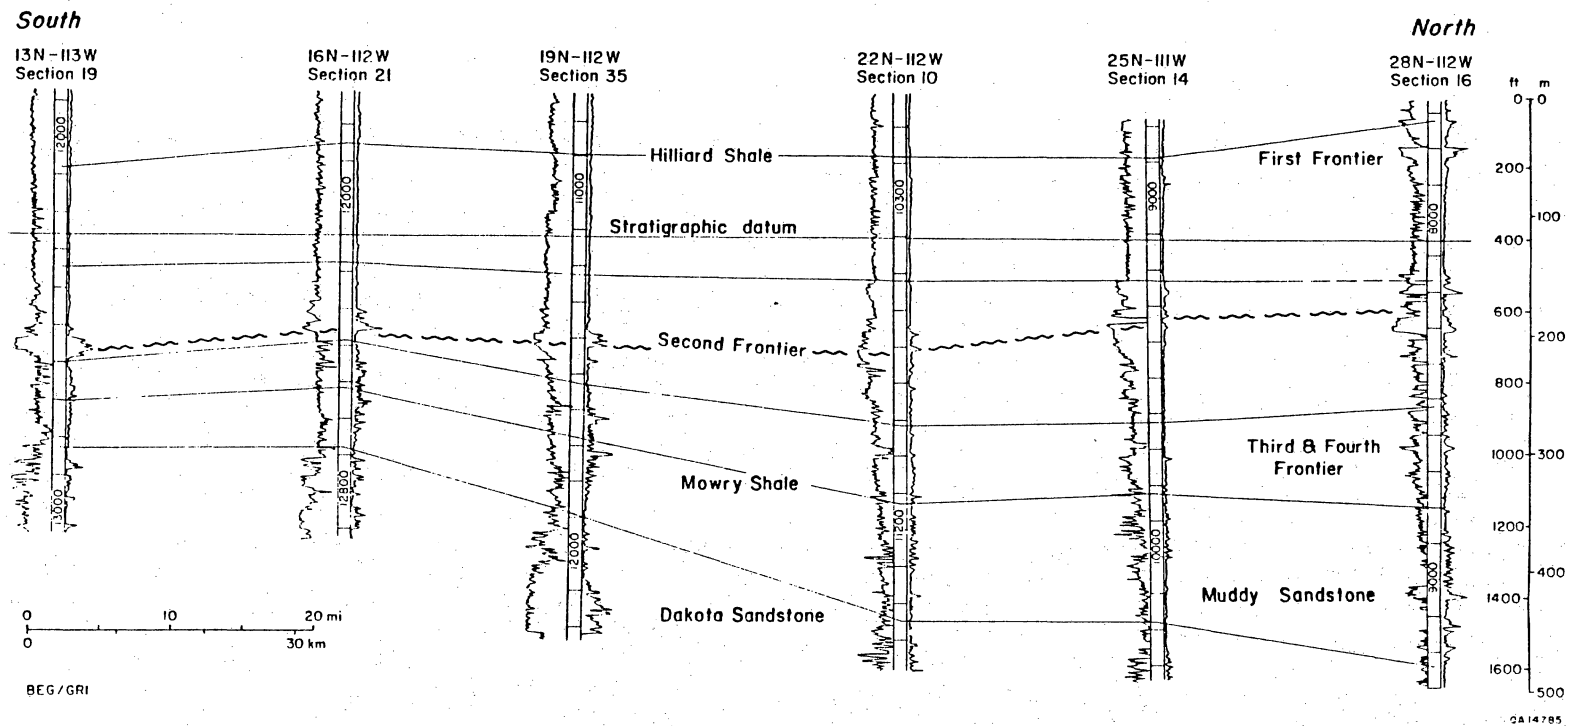 South
North
13N-113W
Section 19
16N-112W
Section 21
19N-112W
Section 35
22N-112W
Section 10
25N-111W
Section 14
28N-112W
Section 16
ft m
0 0
200
100
400
600
200
800
1000 300
1200
400
1400
1600
500
12000
13000
12000
12800
11000
12000
10300
11200
9000
10000
8000
9000
Hilliard Shale
First Frontier
Stratigraphic datum
Second Frontier
Third & Fourth
Frontier
Mowry Shale
Muddy Sandstone
Dakota Sandstone
0 10 20 mi
0 30 km
BEG/GRI
QA14785